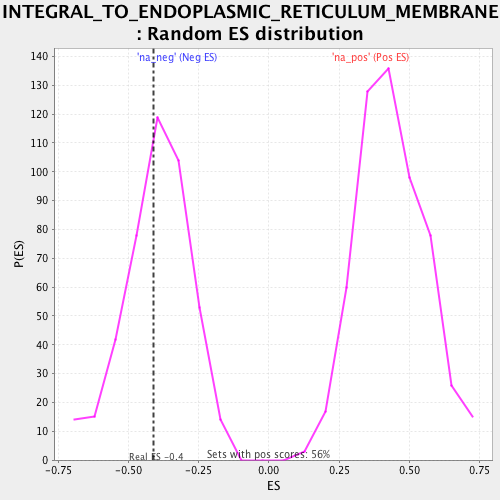 INTEGRAL_TO_ENDOPLASMIC_RETICULUM_MEMBRANE
: Random ES distribution
'na_neg' (Neg ES)
'na_pos' (Pos ES)
140
130
120
110
100
90
80
70
60
50
40
30
20
10
0
P(ES)
Real ES -0.4
Sets with pos scores: 56%
-0.75
-0.50
-0.25
0.00
0.25
0.50
0.75
ES